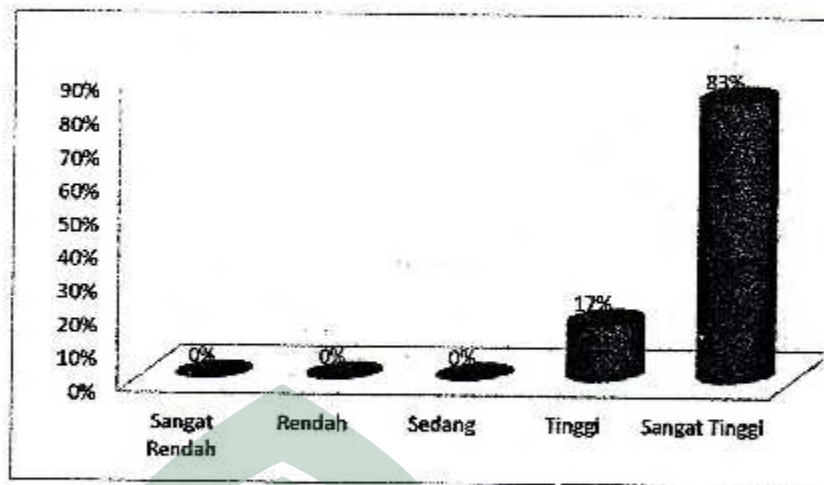 83%
90%
80%
70%
60%
50%
40%
30%
20%
10%
0%
17%
0%
0%
0%
Sangat
Rendah
Rendah
Sedang
Tinggi
Sangat Tinggi